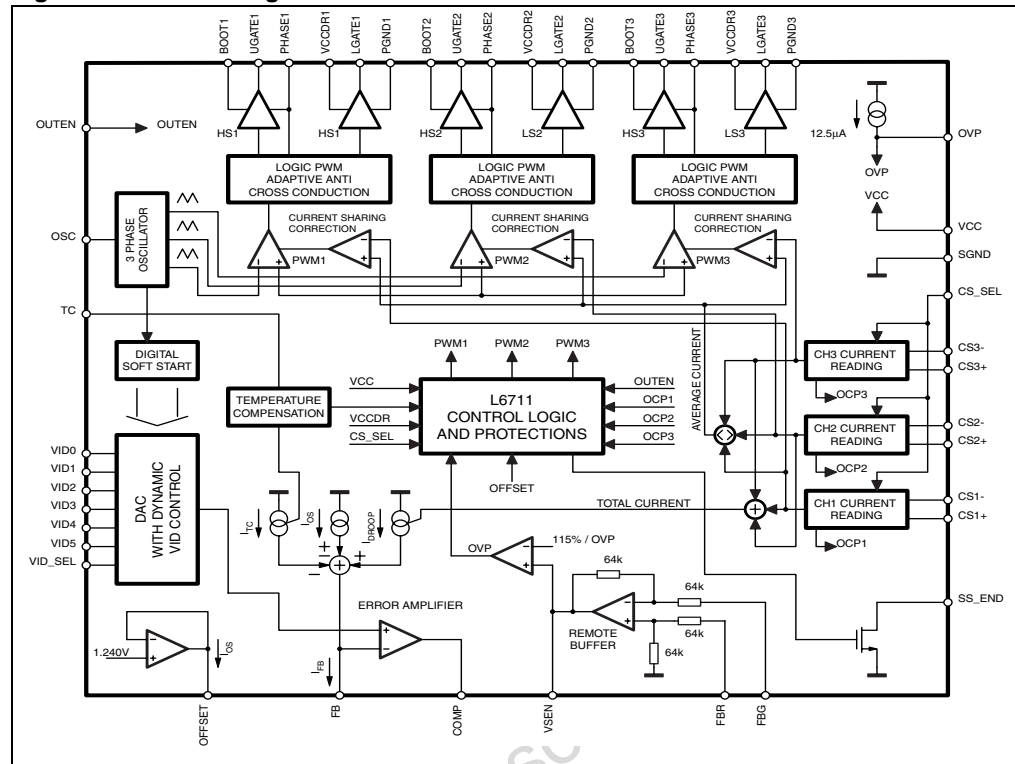 BOOT1
UGATE1
PHASE1
VCCDR1
LGATE1
PGND1
BOOT2
UGATE2
PHASE2
VCCDR2
LGATE2
PGND2
BOOT3
UGATE3
PHASE3
VCCDR3
LGATE3
PGND3
OUTEN
OUTEN
HS1
HS1
HS2
LS2
HS3
LS3
12.5µA
OVP
OVP
LOGIC PWM
ADAPTIVE ANTI
CROSS CONDUCTION
LOGIC PWM
ADAPTIVE ANTI
CROSS CONDUCTION
LOGIC PWM
ADAPTIVE ANTI
CROSS CONDUCTION
VCC
VCC
SGND
OSC
3 PHASE
OSCILLATOR
CURRENT SHARING
CORRECTION
CURRENT SHARING
CORRECTION
CURRENT SHARING
CORRECTION
PWM1
PWM2
PWM3
CS_SEL
TC
DIGITAL
SOFT START
PWM1
PWM2
PWM3
AVERAGE CURRENT
CH3 CURRENT
READING
CS3-
CS3+
OCP3
TEMPERATURE
COMPENSATION
VCC
VCCDR
CS_SEL
L6711
CONTROL LOGIC
AND PROTECTIONS
OUTEN
OCP1
OCP2
OCP3
CH2 CURRENT
READING
CS2-
CS2+
OCP2
VID0
VID1
VID2
VID3
VID4
VID5
VID_SEL
DAC
WITH DYNAMIC
VID CONTROL
OFFSET
TOTAL CURRENT
CH1 CURRENT
READING
CS1-
CS1+
OCP1
ITC
IOS
IDROOP
OVP
115% / OVP
64k
64k
64k
64k
REMOTE
BUFFER
ERROR AMPLIFIER
SS_END
1.240V
IOS
IFB
OFFSET
FB
COMP
VSEN
FBR
FBG